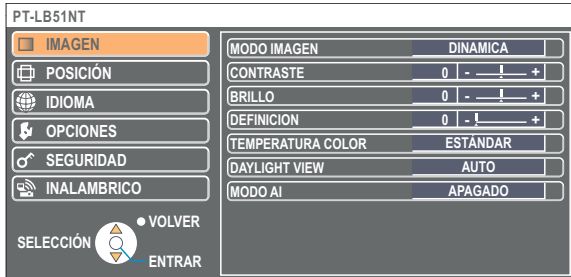 PT-LB51NT
IMAGEN
POSICIÓN
IDIOMA
OPCIONES
SEGURIDAD
INALAMBRICO
VOLVER
SELECCIÓN
ENTRAR
MODO IMAGEN DINAMICA
CONTRASTE 0 - +
BRILLO 0 - +
DEFINICION 0 - +
TEMPERATURA COLOR ESTÁNDAR
DAYLIGHT VIEW AUTO
MODO AI APAGADO